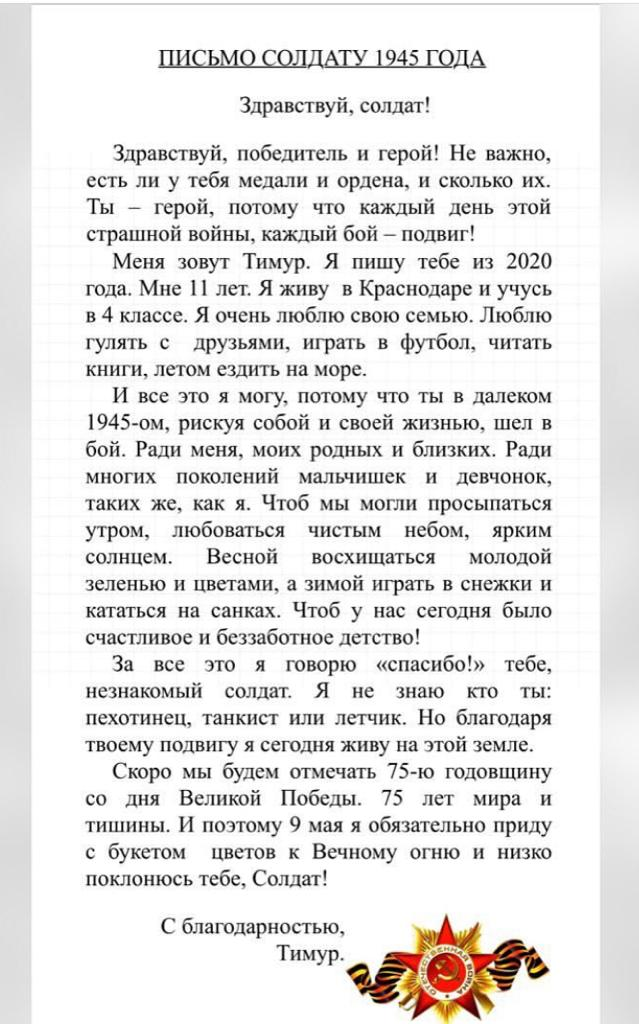 ПИСЬМО СОЛДАТУ 1945 ГОДА
Здравствуй, солдат!
Здравствуй, победитель и герой! Не важно,
есть ли у тебя медали и ордена, и сколько их.
Ты – герой, потому что каждый день этой
страшной войны, каждый бой – подвиг!
Меня зовут Тимур. Я пишу тебе из 2020
года. Мне 11 лет. Я живу в Краснодаре и учусь
в 4 классе. Я очень люблю свою семью. Люблю
гулять с друзьями, играть в футбол, читать
книги, летом ездить на море.
И все это я могу, потому что ты в далеком
1945-ом, рискуя собой и своей жизнью, шел в
бой. Ради меня, моих родных и близких. Ради
многих поколений мальчишек и девчонок,
таких же, как я. Чтоб мы могли просыпаться
утром, любоваться чистым небом, ярким
солнцем. Весной восхищаться молодой
зеленью и цветами, а зимой играть в снежки и
кататься на санках. Чтоб у нас сегодня было
счастливое и беззаботное детство!
За все это я говорю «спасибо!» тебе,
незнакомый солдат. Я не знаю кто ты:
пехотинец, танкист или летчик. Но благодаря
твоему подвигу я сегодня живу на этой земле.
Скоро мы будем отмечать 75-ю годовщину
со дня Великой Победы. 75 лет мира и
тишины. И поэтому 9 мая я обязательно приду
с букетом цветов к Вечному огню и низко
поклонюсь тебе, Солдат!
С благодарностью,
Тимур.
ОТЕЧЕСТВЕННАЯ ВОЙНА